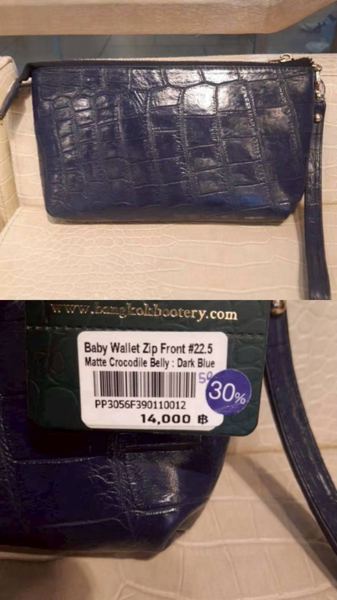 www.bangkokbootery.com
Baby Wallet Zip Front #22.5
Matte Crocodile Belly : Dark Blue
PP3056F390110012
30%
14,000 ฿